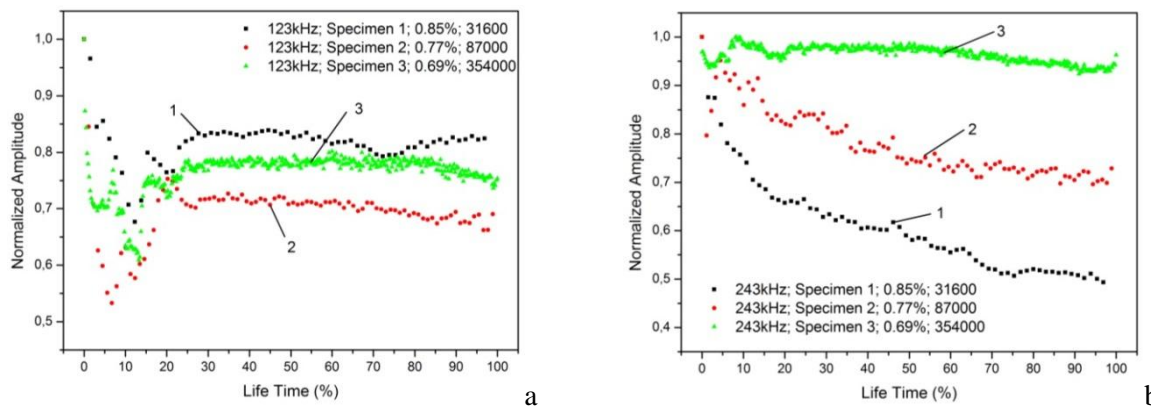 1,0
0,9
0,8
0,7
0,6
0,5
Normalized Amplitude
123kHz; Specimen 1; 0.85%; 31600
123kHz; Specimen 2; 0.77%; 87000
123kHz; Specimen 3; 0.69%; 354000
1
3
2
0 10 20 30 40 50 60 70 80 90 100
Life Time (%)
a
1,0
0,9
0,8
0,7
0,6
0,5
0,4
Normalized Amplitude
3
2
1
243kHz; Specimen 1; 0.85%; 31600
243kHz; Specimen 2; 0.77%; 87000
243kHz; Specimen 3; 0.69%; 354000
0 10 20 30 40 50 60 70 80 90 100
Life Time (%)
b